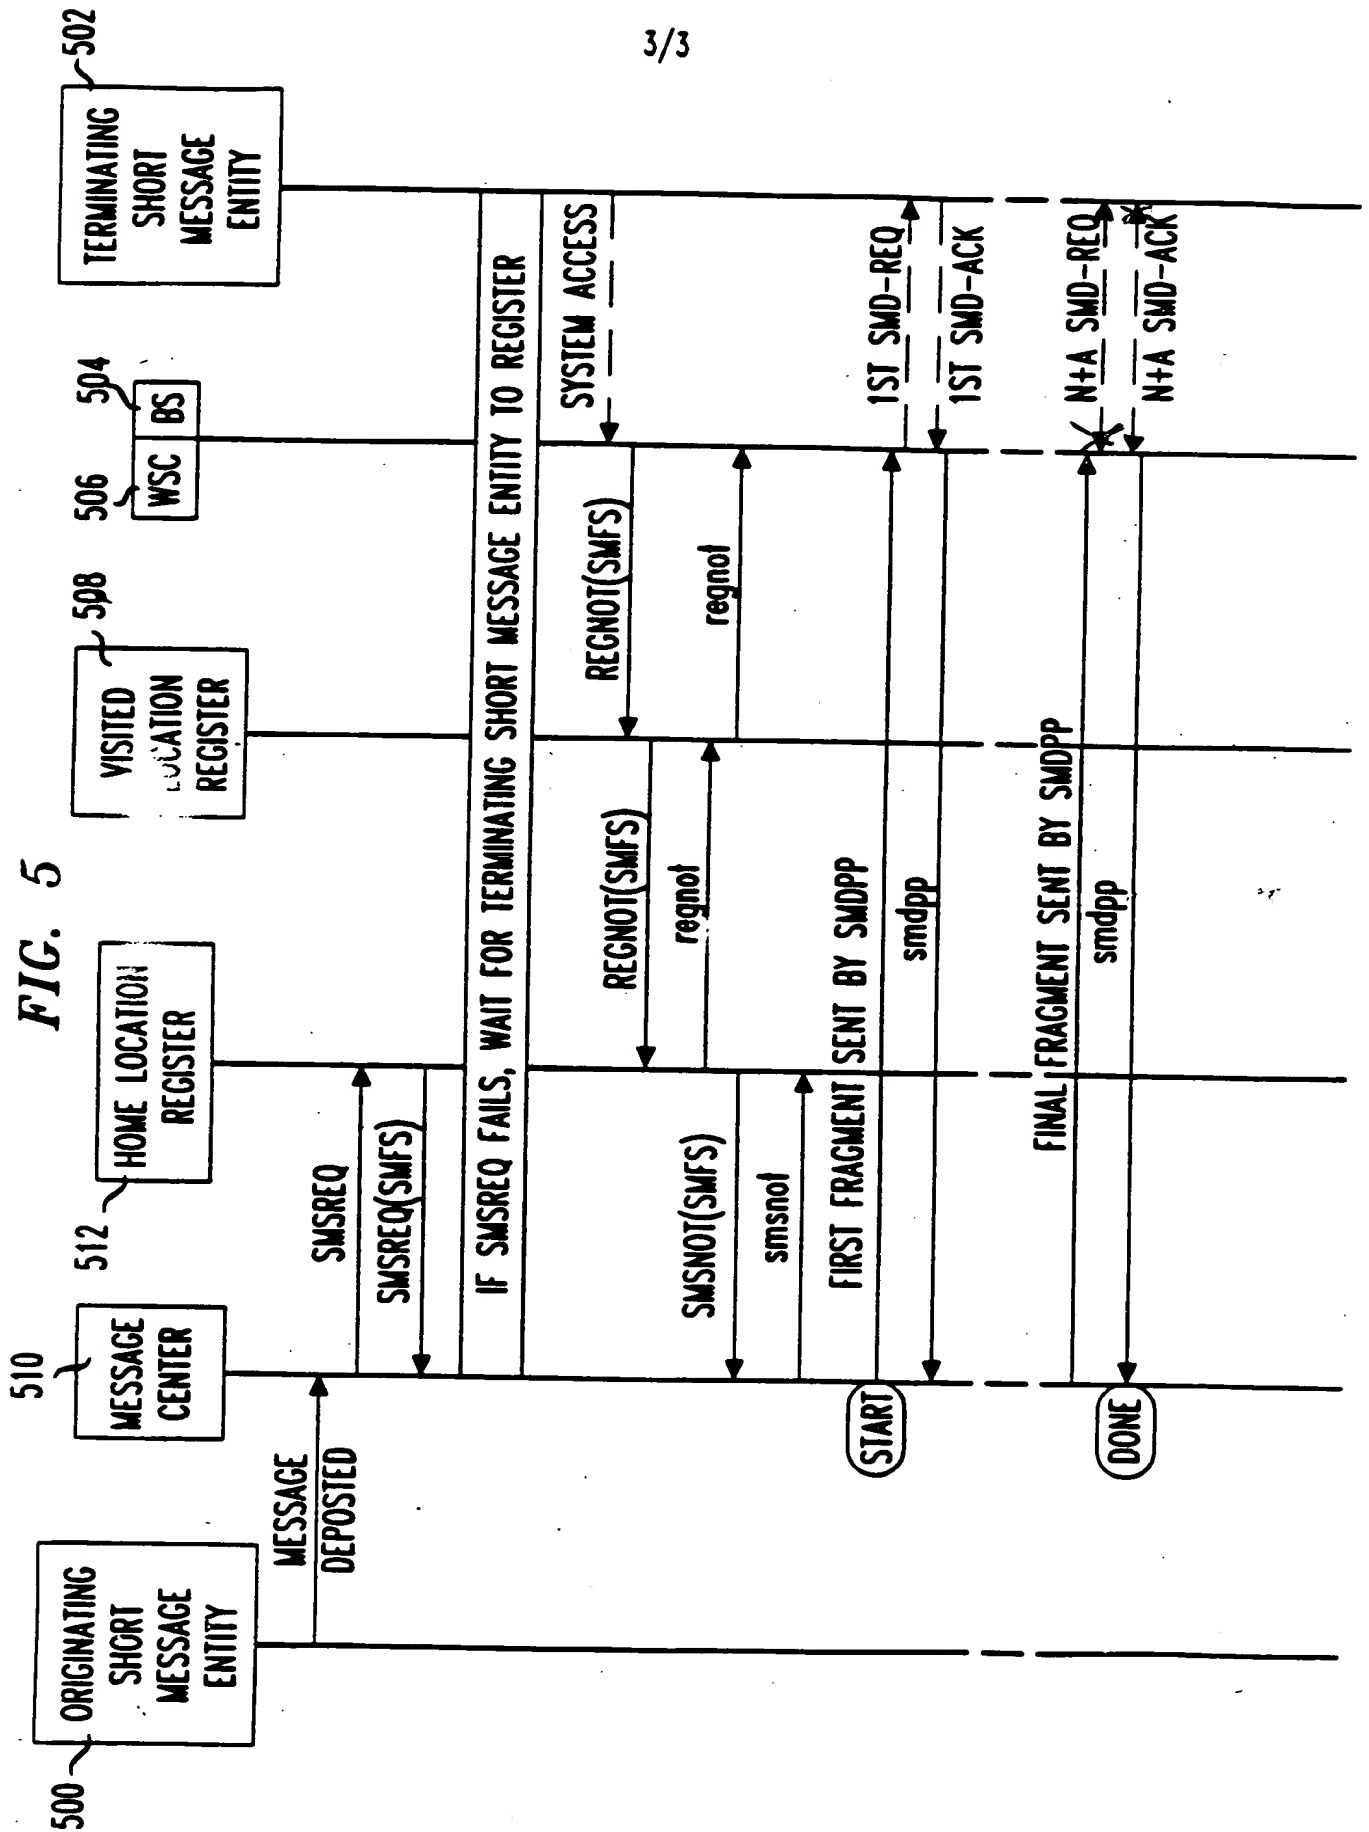 3/3
FIG. 5
500
ORIGINATING
SHORT
MESSAGE
ENTITY
510
MESSAGE
CENTER
512
HOME LOCATION
REGISTER
508
VISITED
LOCATION
REGISTER
506
WSC
504
BS
502
TERMINATING
SHORT
MESSAGE
ENTITY
MESSAGE
DEPOSTED
SMSREQ
SMSREQ(SMFS)
IF SMSREQ FAILS, WAIT FOR TERMINATING SHORT MESSAGE ENTITY TO REGISTER
SYSTEM ACCESS
REGNOT(SMFS)
REGNOT(SMFS)
regnot
regnot
SMSNOT(SMFS)
smsnot
START
FIRST FRAGMENT SENT BY SMDPP
1ST SMD-REQ
1ST SMD-ACK
smdpp
FINAL FRAGMENT SENT BY SMDPP
N+A SMD-REQ
N+A SMD-ACK
smdpp
DONE